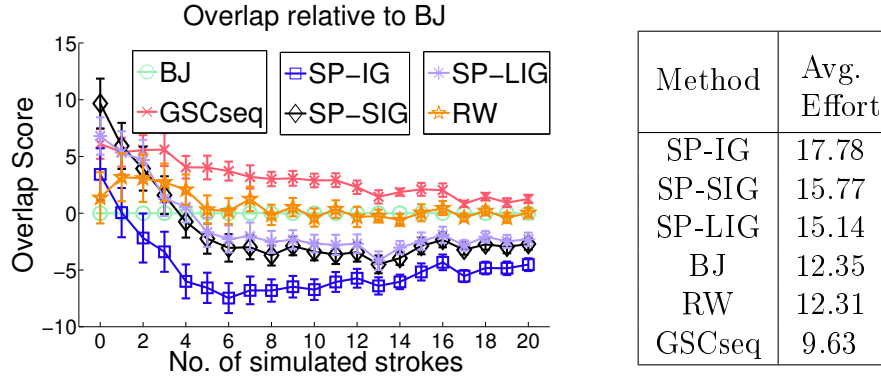 Overlap relative to BJ
15
10
5
0
−5
−10
Overlap Score
BJ
GSCseq
SP−IG
SP−SIG
SP−LIG
RW
0 2 4 6 8 10 12 14 16 18 20
No. of simulated strokes
Method Avg. Effort
SP-IG 17.78
SP-SIG 15.77
SP-LIG 15.14
BJ 12.35
RW 12.31
GSCseq 9.63